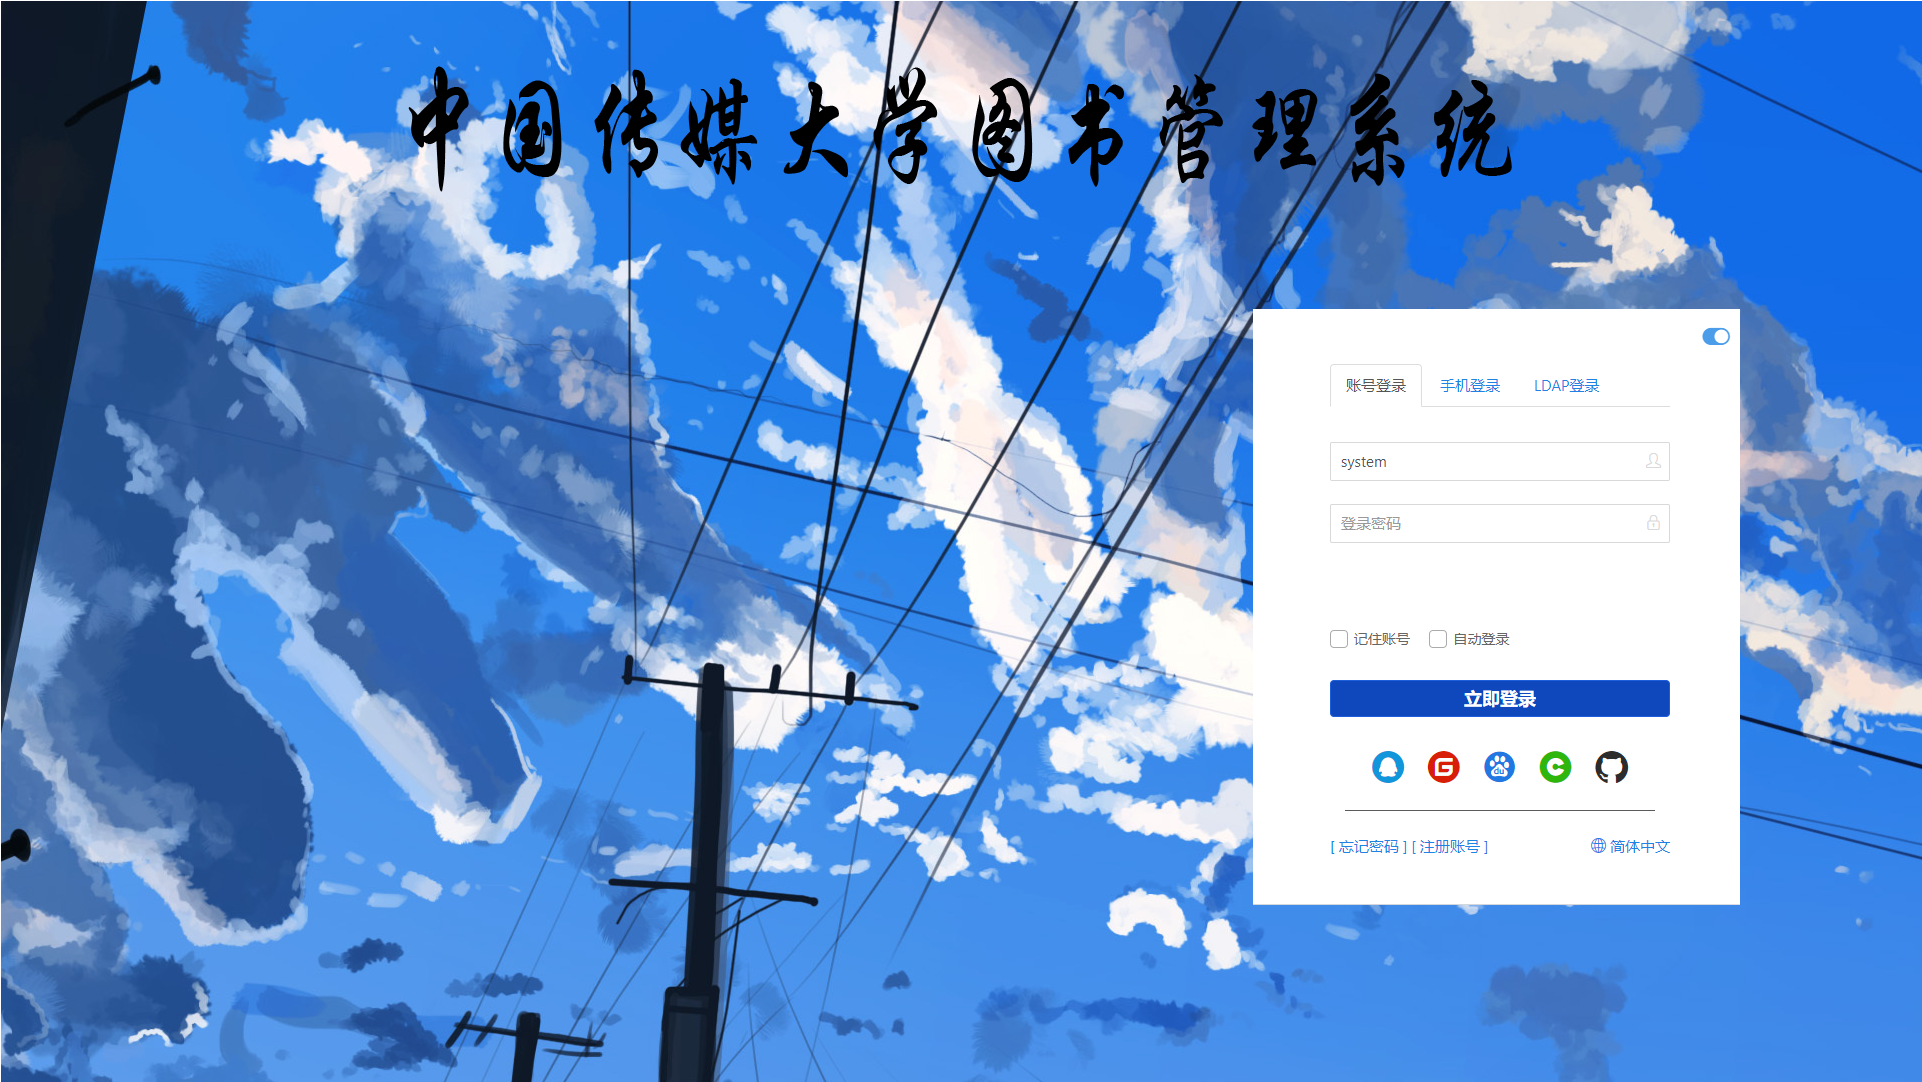 中国传媒大学图书管理系统
账号登录 手机登录 LDAP登录
system
登录密码
记住账号 自动登录
立即登录
G du C
[ 忘记密码 ] [ 注册账号 ] 简体中文